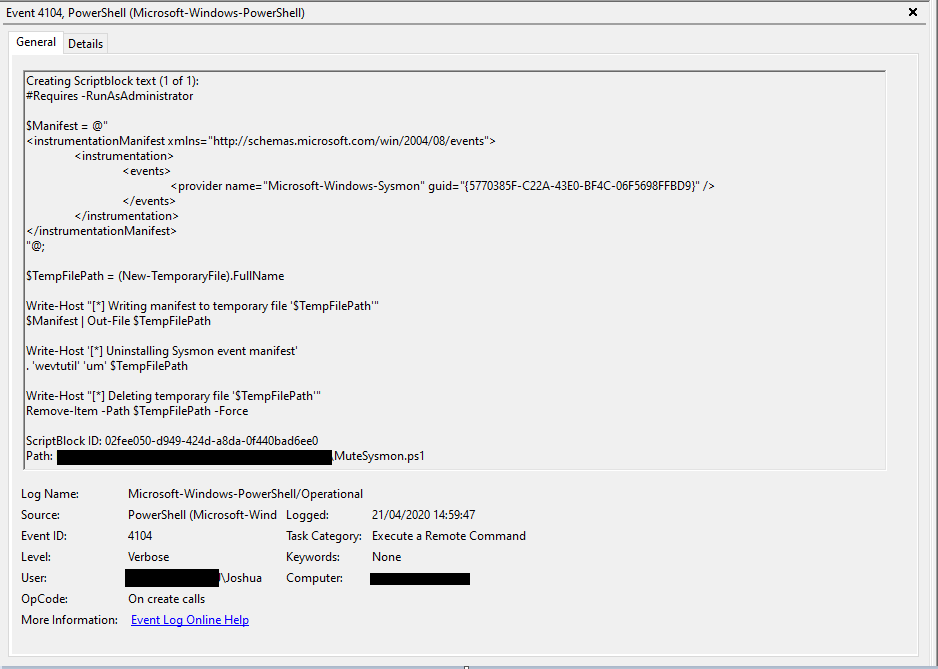 Event 4104, PowerShell (Microsoft-Windows-PowerShell)
General Details
Creating Scriptblock text (1 of 1):
#Requires -RunAsAdministrator
$Manifest = @"
<instrumentationManifest xmlns="http://schemas.microsoft.com/win/2004/08/events">
<instrumentation>
<events>
<provider name="Microsoft-Windows-Sysmon" guid="{5770385F-C22A-43E0-BF4C-06F5698FFBD9}" />
</events>
</instrumentation>
</instrumentationManifest>
"@;
$TempFilePath = (New-TemporaryFile).FullName
Write-Host "[*] Writing manifest to temporary file '$TempFilePath'"
$Manifest | Out-File $TempFilePath
Write-Host '[*] Uninstalling Sysmon event manifest'
. 'wevtutil' 'um' $TempFilePath
Write-Host "[*] Deleting temporary file '$TempFilePath'"
Remove-Item -Path $TempFilePath -Force
ScriptBlock ID: 02fee050-d949-424d-a8da-0f440bad6ee0
Path: \MuteSysmon.ps1
Log Name: Microsoft-Windows-PowerShell/Operational
Source: PowerShell (Microsoft-Wind Logged: 21/04/2020 14:59:47
Event ID: 4104 Task Category: Execute a Remote Command
Level: Verbose Keywords: None
User: \Joshua Computer:
OpCode: On create calls
More Information: Event Log Online Help